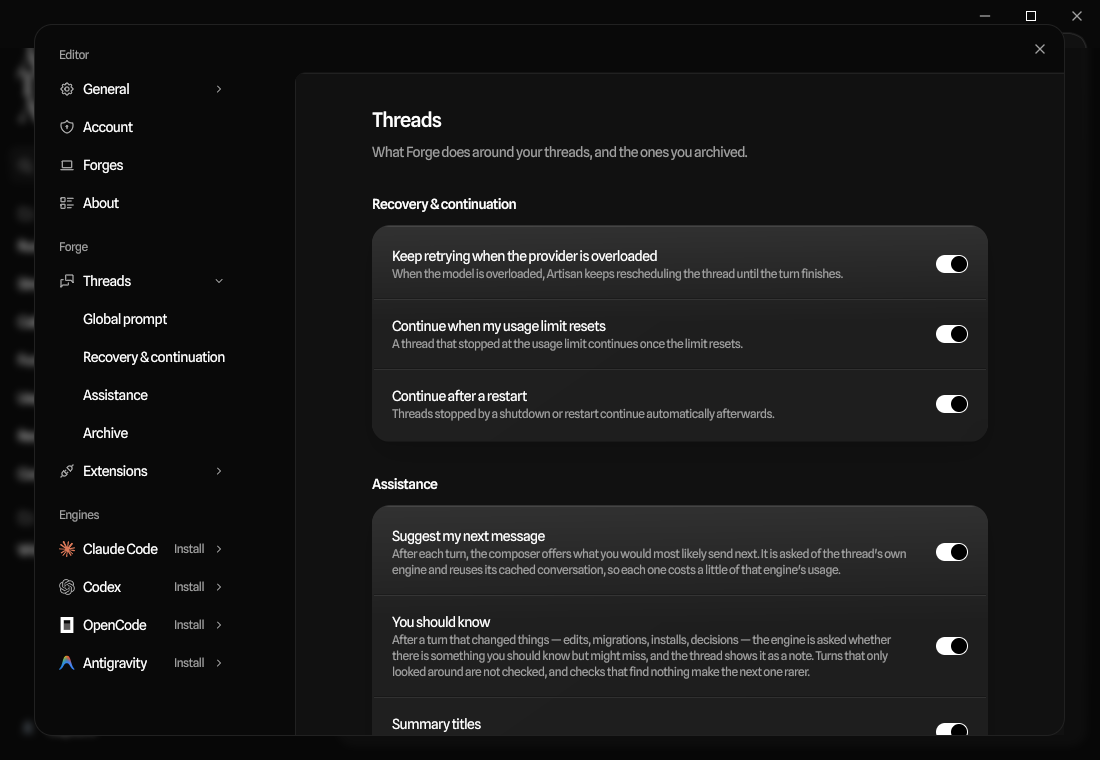 Editor
General
Account
Forges
About
Forge
Threads
Global prompt
Recovery & continuation
Assistance
Archive
Extensions
Engines
Claude Code Install
Codex Install
OpenCode Install
Antigravity Install
Threads
What Forge does around your threads, and the ones you archived.
Recovery & continuation
Keep retrying when the provider is overloaded
When the model is overloaded, Artisan keeps rescheduling the thread until the turn finishes.
Continue when my usage limit resets
A thread that stopped at the usage limit continues once the limit resets.
Continue after a restart
Threads stopped by a shutdown or restart continue automatically afterwards.
Assistance
Suggest my next message
After each turn, the composer offers what you would most likely send next. It is asked of the thread's own
engine and reuses its cached conversation, so each one costs a little of that engine's usage.
You should know
After a turn that changed things — edits, migrations, installs, decisions — the engine is asked whether
there is something you should know but might miss, and the thread shows it as a note. Turns that only
looked around are not checked, and checks that find nothing make the next one rarer.
Summary titles